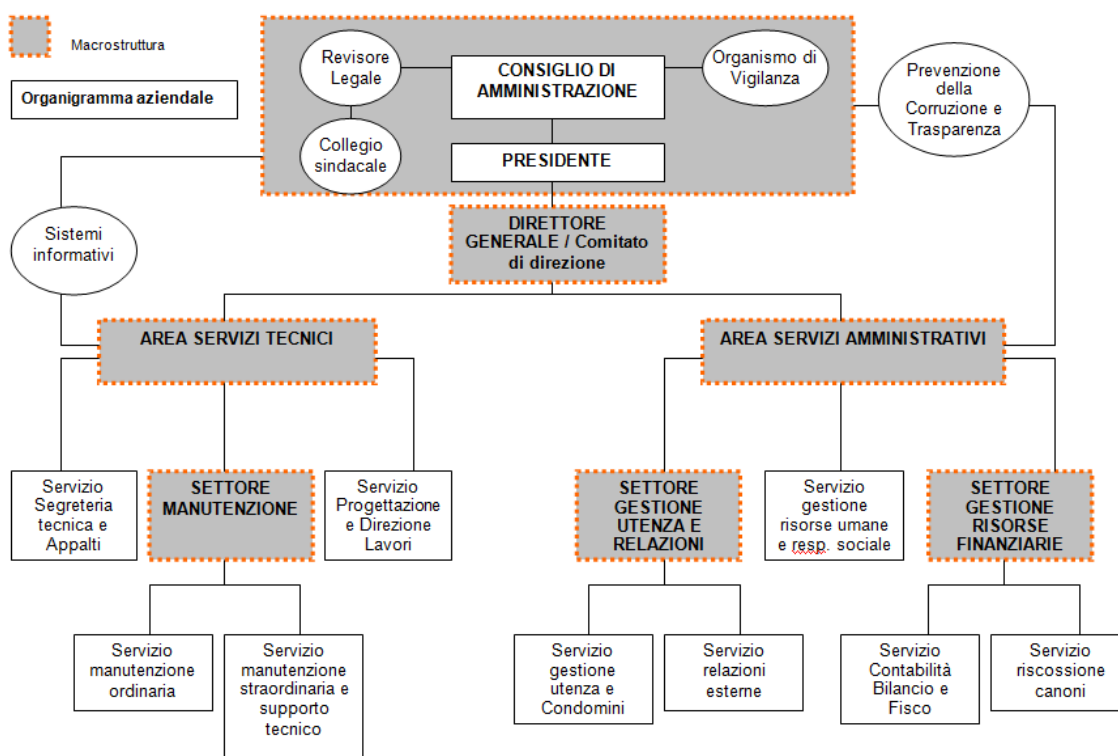 Macrostruttura
Organigramma aziendale
Revisore
Legale
CONSIGLIO DI
AMMINISTRAZIONE
Organismo di
Vigilanza
Prevenzione
della
Corruzione e
Trasparenza
Collegio
sindacale
PRESIDENTE
Sistemi
informativi
DIRETTORE
GENERALE / Comitato
di direzione
AREA SERVIZI TECNICI
AREA SERVIZI AMMINISTRATIVI
Servizio
Segreteria
tecnica e
Appalti
SETTORE
MANUTENZIONE
Servizio
Progettazione
e Direzione
Lavori
SETTORE
GESTIONE
UTENZA E
RELAZIONI
Servizio
gestione
risorse umane
e resp. sociale
SETTORE
GESTIONE
RISORSE
FINANZIARIE
Servizio
manutenzione
ordinaria
Servizio
manutenzione
straordinaria e
supporto
tecnico
Servizio
gestione
utenza e
Condomini
Servizio
relazioni
esterne
Servizio
Contabilità
Bilancio e
Fisco
Servizio
riscossione
canoni